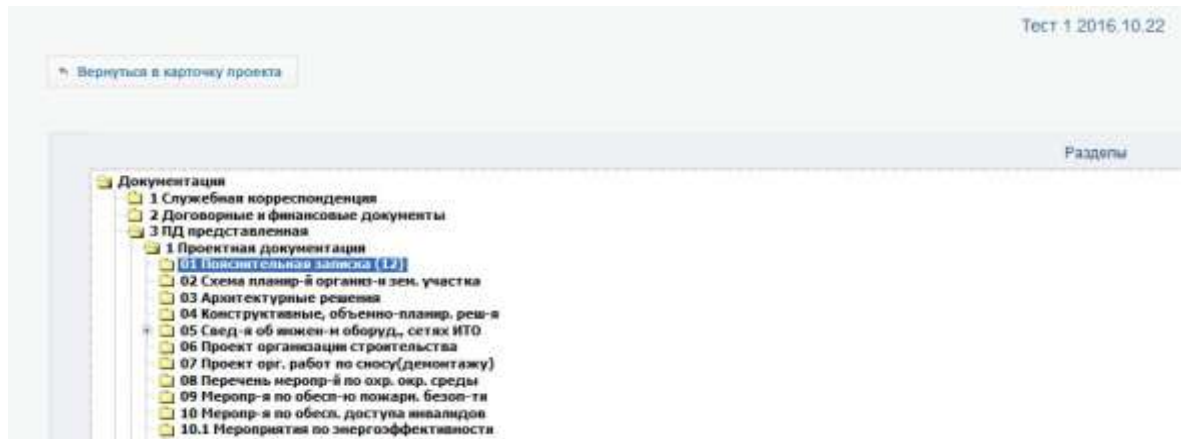 Тест 1 2016.10.22
Вернуться в карточку проекта
Разделы
Документация
1 Служебная корреспонденция
2 Договорные и финансовые документы
3 ПД представленная
1 Проектная документация
01 Пояснительная записка (12)
02 Схема планир-й организ-и зем. участка
03 Архитектурные решения
04 Конструктивные, объемно-планир. реш-я
05 Свед-я об инжен-м оборуд., сетях ИТО
06 Проект организации строительства
07 Проект орг. работ по сносу(демонтажу)
08 Перечень меропр-й по охр. окр. среды
09 Меропр-я по обесп-ю пожарн. безоп-ти
10 Меропр-я по обесп. доступа инвалидов
10.1 Мероприятия по энергоэффективности